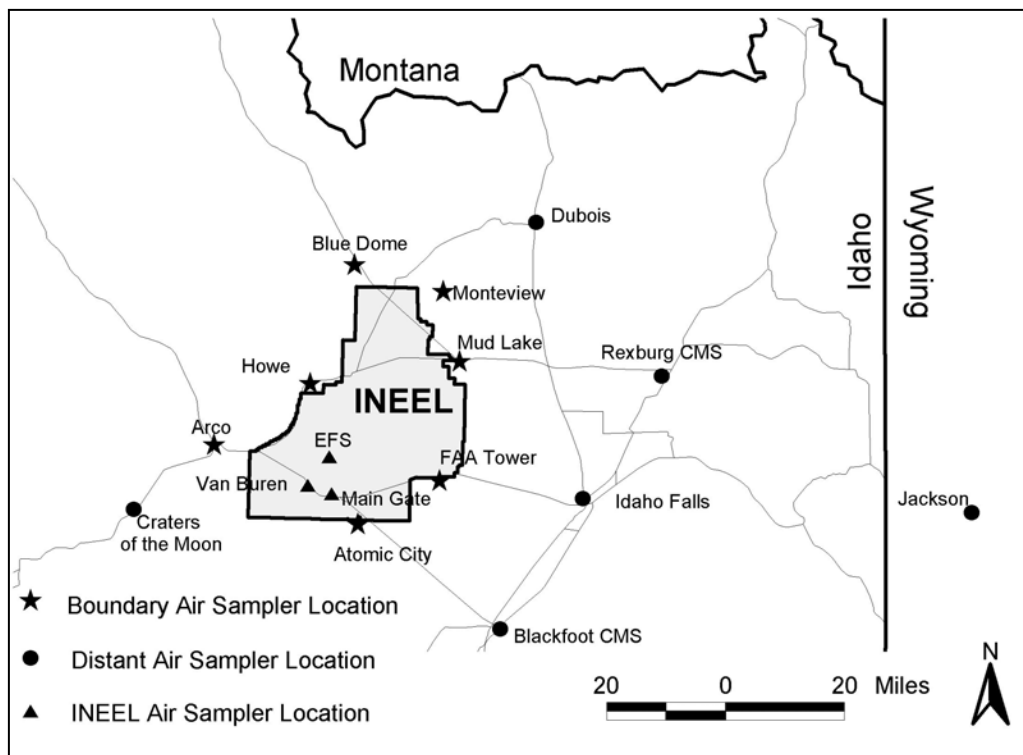 Montana
Idaho
Wyoming
Dubois
Blue Dome
Monteview
Mud Lake
Rexburg CMS
Howe
INEEL
Arco
EFS
FAA Tower
Van Buren
Main Gate
Idaho Falls
Jackson
Craters
of the Moon
Atomic City
Blackfoot CMS
Boundary Air Sampler Location
Distant Air Sampler Location
INEEL Air Sampler Location
20 0 20 Miles
N